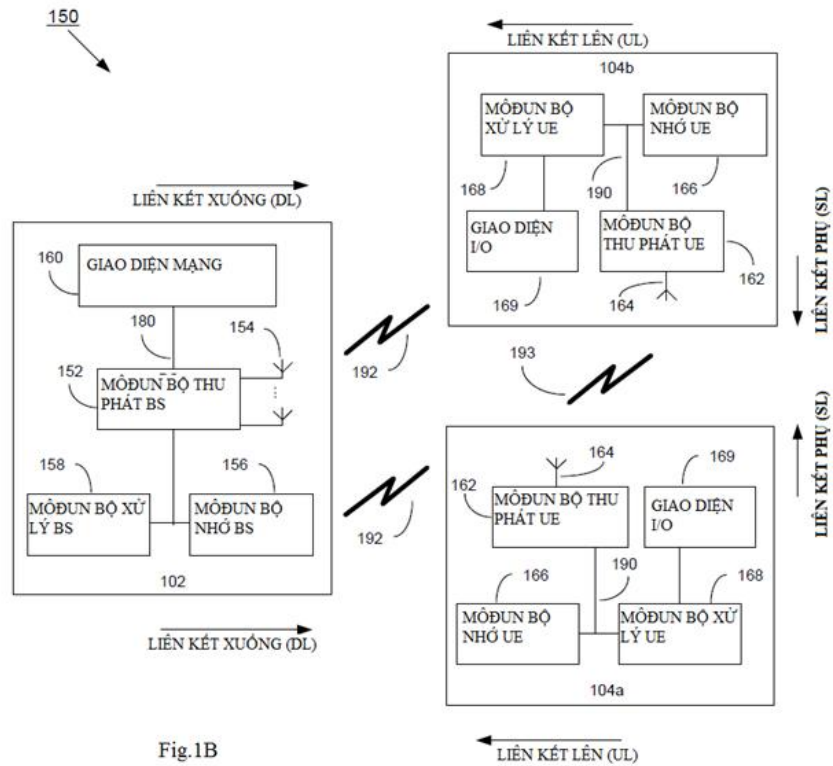 150
LIÊN KẾT LÊN (UL)
104b
MÔĐUN BỘ
XỬ LÝ UE
MÔĐUN BỘ
NHỚ UE
168
190
166
GIAO DIỆN
I/O
MÔĐUN BỘ
THU PHÁT UE
169
164
162
LIÊN KẾT PHỤ (SL)
LIÊN KẾT XUỐNG (DL)
160
GIAO DIỆN MẠNG
180
154
152
MÔĐUN BỘ THU
PHÁT BS
158
156
MÔĐUN BỘ XỬ
LÝ BS
MÔĐUN BỘ
NHỚ BS
102
LIÊN KẾT XUỐNG (DL)
192
193
192
164
169
162
MÔĐUN BỘ THU
PHÁT UE
GIAO DIỆN
I/O
166
190
168
MÔĐUN BỘ
NHỚ UE
MÔĐUN BỘ XỬ
LÝ UE
104a
LIÊN KẾT PHỤ (SL)
LIÊN KẾT LÊN (UL)
Fig.1B